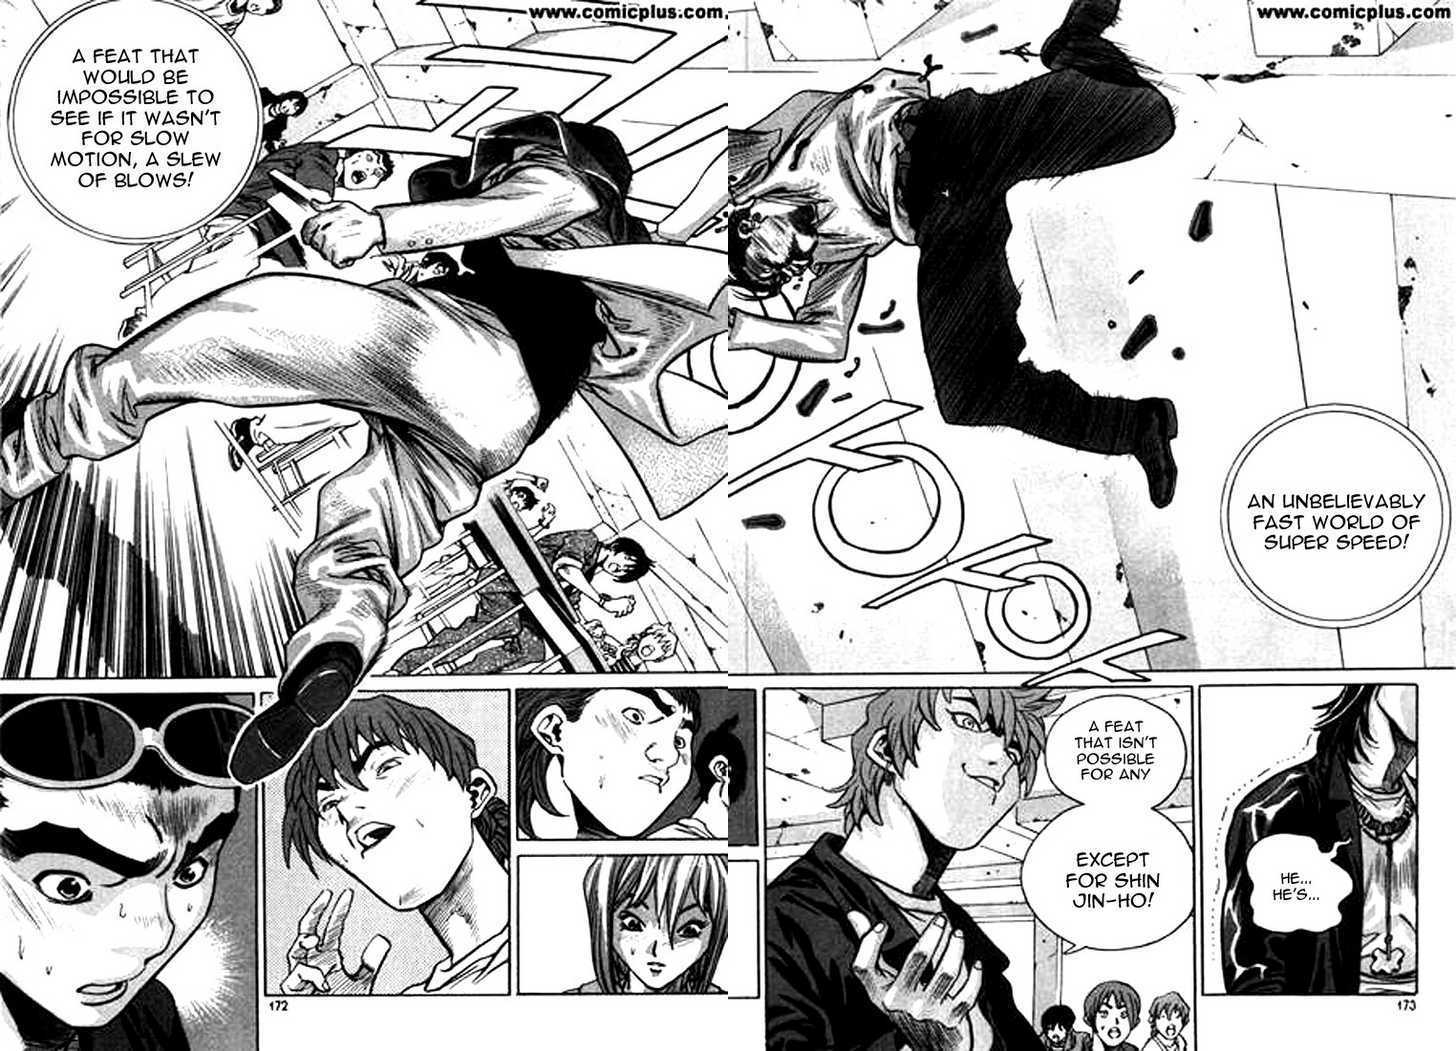 www.comicplus.com
www.comicplus.com
A FEAT THAT
WOULD BE
IMPOSSIBLE TO
SEE IF IT WASN'T
FOR SLOW
MOTION, A SLEW
OF BLOWS!
AN UNBELIEVABLY
FAST WORLD OF
SUPER SPEED!
172
A FEAT
THAT ISN'T
POSSIBLE
FOR ANY
EXCEPT
FOR SHIN
JIN-HO!
HE...
HE'S...
173